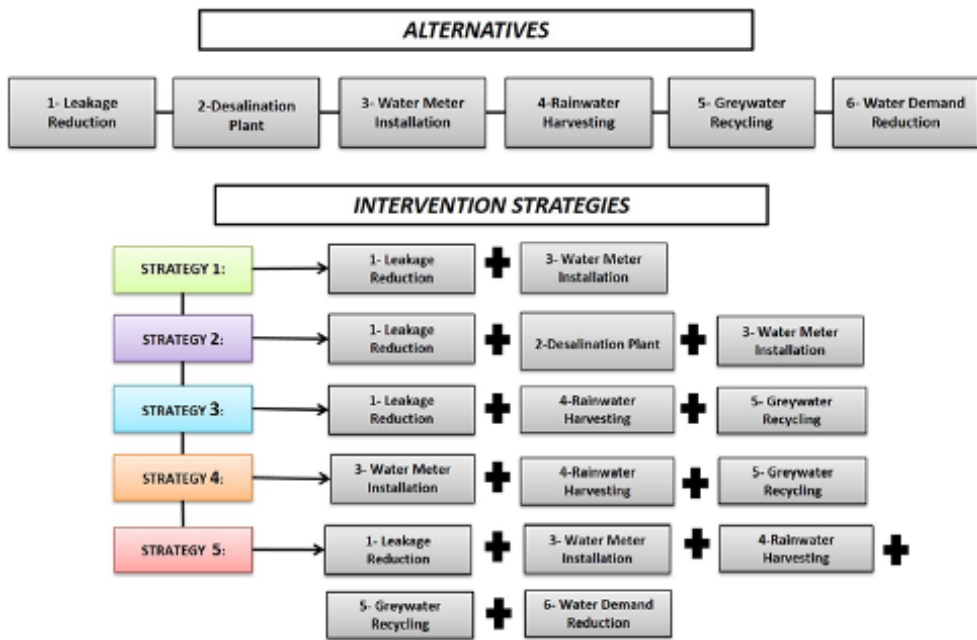 ALTERNATIVES
1- Leakage
Reduction
2-Desalination
Plant
3- Water Meter
Installation
4-Rainwater
Harvesting
5- Greywater
Recycling
6- Water Demand
Reduction
INTERVENTION STRATEGIES
STRATEGY 1:
1- Leakage
Reduction
3- Water Meter
Installation
STRATEGY 2:
1- Leakage
Reduction
2-Desalination Plant
3- Water Meter
Installation
STRATEGY 3:
1- Leakage
Reduction
4-Rainwater
Harvesting
5- Greywater
Recycling
STRATEGY 4:
3- Water Meter
Installation
4-Rainwater
Harvesting
5- Greywater
Recycling
STRATEGY 5:
1- Leakage
Reduction
3- Water Meter
Installation
4-Rainwater
Harvesting
5- Greywater
Recycling
6- Water Demand
Reduction